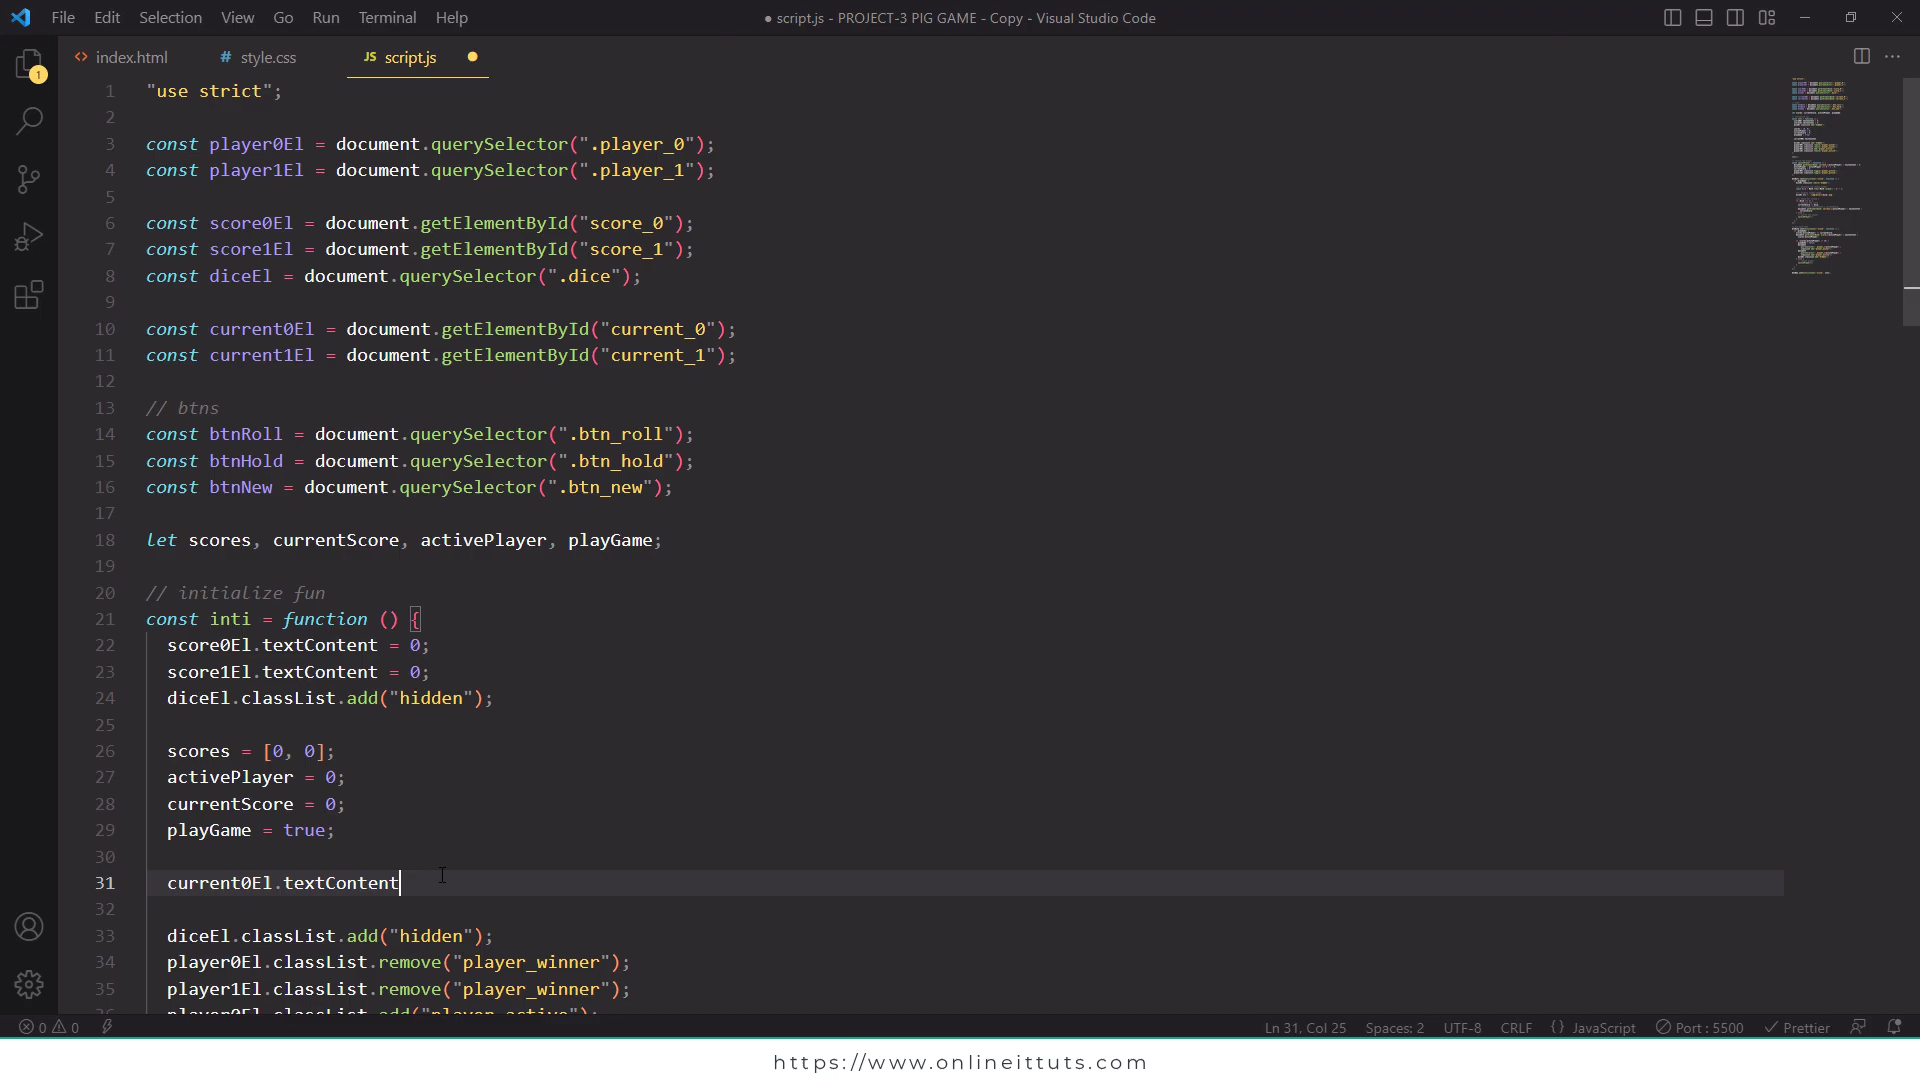 File Edit Selection View Go Run Terminal Help
● script.js - PROJECT-3 PIG GAME - Copy - Visual Studio Code
<> index.html
# style.css
JS script.js
1
1 "use strict";
2
3 const player0El = document.querySelector(".player_0");
4 const player1El = document.querySelector(".player_1");
5
6 const score0El = document.getElementById("score_0");
7 const score1El = document.getElementById("score_1");
8 const diceEl = document.querySelector(".dice");
9
10 const current0El = document.getElementById("current_0");
11 const current1El = document.getElementById("current_1");
12
13 // btns
14 const btnRoll = document.querySelector(".btn_roll");
15 const btnHold = document.querySelector(".btn_hold");
16 const btnNew = document.querySelector(".btn_new");
17
18 let scores, currentScore, activePlayer, playGame;
19
20 // initialize fun
21 const inti = function () {
22 score0El.textContent = 0;
23 score1El.textContent = 0;
24 diceEl.classList.add("hidden");
25
26 scores = [0, 0];
27 activePlayer = 0;
28 currentScore = 0;
29 playGame = true;
30
31 current0El.textContent
32
33 diceEl.classList.add("hidden");
34 player0El.classList.remove("player_winner");
35 player1El.classList.remove("player_winner");
36 player0El.classList.add("player_active");
0 0
Ln 31, Col 25 Spaces: 2 UTF-8 CRLF {} JavaScript Port : 5500 Prettier
https://www.onlineittuts.com